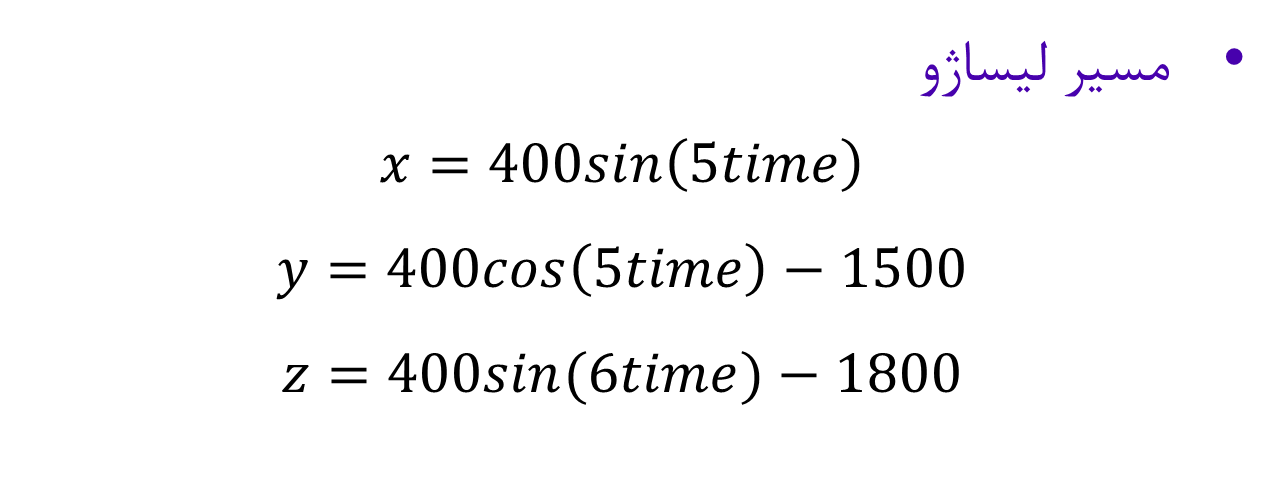 • مسیر لیساژو
x = 400sin(5time)
y = 400cos(5time) − 1500
z = 400sin(6time) − 1800